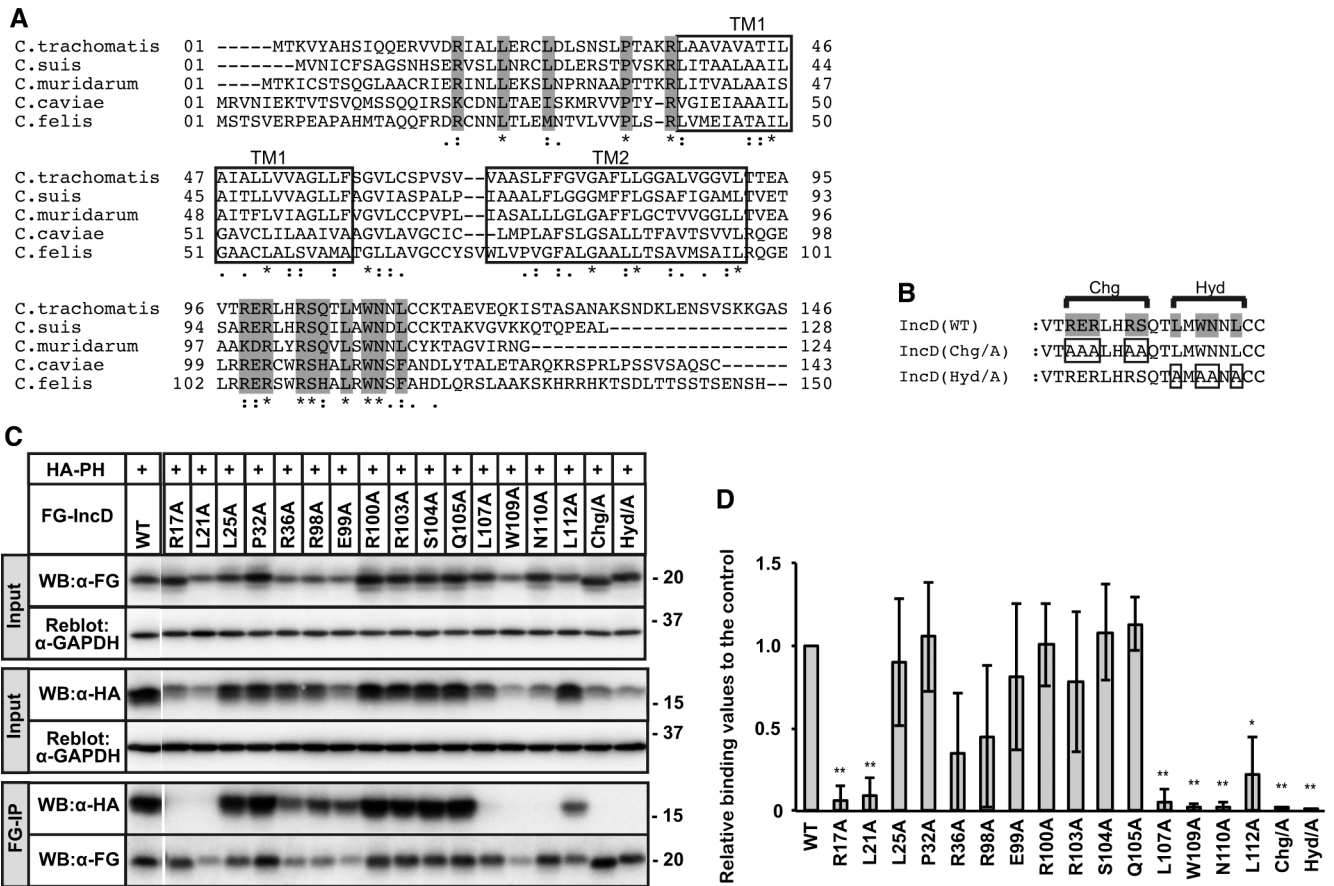 A
TM1
C.trachomatis 01 -----MTKVYAHSIQQERVVDRIALLERCLDLSNSLPTAKRLAAVAVATIL 46
C.suis 01 -------MVNICFSAGSNHSERVSLLNRCLDLERSTPVSKRLITAALAAIL 44
C.muridarum 01 ----MTKICSTSQGLAACRIERINLLEKSLNPRNAAPTTKRLITVALAAIS 47
C.caviae 01 MRVNIEKTVTSVQMSSQQIRSKCDNLTAEISKMRVVPTY-RVGIEIAAAIL 50
C.felis 01 MSTSVERPEAPAHMTAQQFRDRCNNLTLEMNTVLVVPLS-RLVMEIATAIL 50
.: * :. * * : :: *
TM1 TM2
C.trachomatis 47 AIALLVVAGLLFSGVLCSPVSV--VAASLFFGVGAFLLGGALVGGVLTTEA 95
C.suis 45 AITLLVLAGLLFAGVIASPALP--IAAALFLGGGMFFLGSAFIGAMLTVET 93
C.muridarum 48 AITFLVIAGLLFVGVLCCPVPL--IASALLLGLGAFFLGCTVVGGLLTVEA 96
C.caviae 51 GAVCLILAAIVAAGVLAVGCIC---LMPLAFSLGSALLTFAVTSVVLRQGE 98
C.felis 51 GAACLALSVAMATGLLAVGCCYSVWLVPVGFALGAALLTSAVMSAILRQGE 101
. . * :: : *::. .: :. * :* : . . :*
C.trachomatis 96 VTRERLHRSQTLMWNNLCCKTAEVEQKISTASANAKSNDKLENSVSKKGAS 146
C.suis 94 SARERLHRSQILAWNDLCCKTAKVGVKKQTQPEAL---------------- 128
C.muridarum 97 AAKDRLYRSQVLSWNNLCCKTAGVIRNG----------------------- 124
C.caviae 99 LRRERCWRSHALRWNSFANDLYTALETARQKRSPRLPSSVSAQSC------ 143
C.felis 102 LRRERSWRSHALRWNSFAHDLQRSLAAKSKHRRHKTSDLTTSSTSENSH-- 150
::* **: * **.:. .
B
Chg Hyd
IncD(WT) :VTRERLHRSQTLMWNNLCC
IncD(Chg/A) :VTAAALHAAQTLMWNNLCC
IncD(Hyd/A) :VTRERLHRSQTAMAANACC
C
HA-PH + + + + + + + + + + + + + + + + + +
FG-IncD WT R17A L21A L25A P32A R36A R98A E99A R100A R103A S104A Q105A L107A W109A N110A L112A Chg/A Hyd/A
Input WB:α-FG - 20
Reblot: α-GAPDH - 37
Input WB:α-HA - 15
Reblot: α-GAPDH - 37
FG-IP WB:α-HA - 15
WB:α-FG - 20
D
Relative binding values to the control
1.5
1.0
0.5
0
** ** ** ** ** * ** **
WT R17A L21A L25A P32A R36A R98A E99A R100A R103A S104A Q105A L107A W109A N110A L112A Chg/A Hyd/A